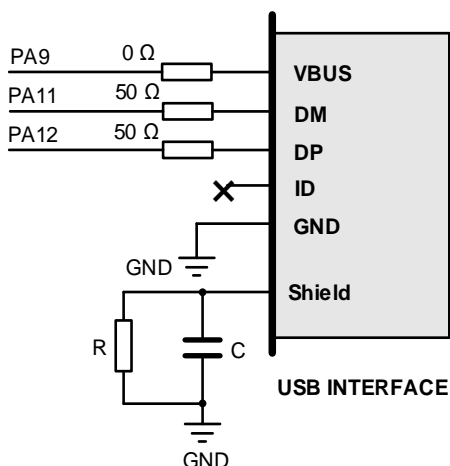 PA9 0 Ω VBUS
PA11 50 Ω DM
PA12 50 Ω DP
ID
GND
GND
Shield
R C
USB INTERFACE
GND